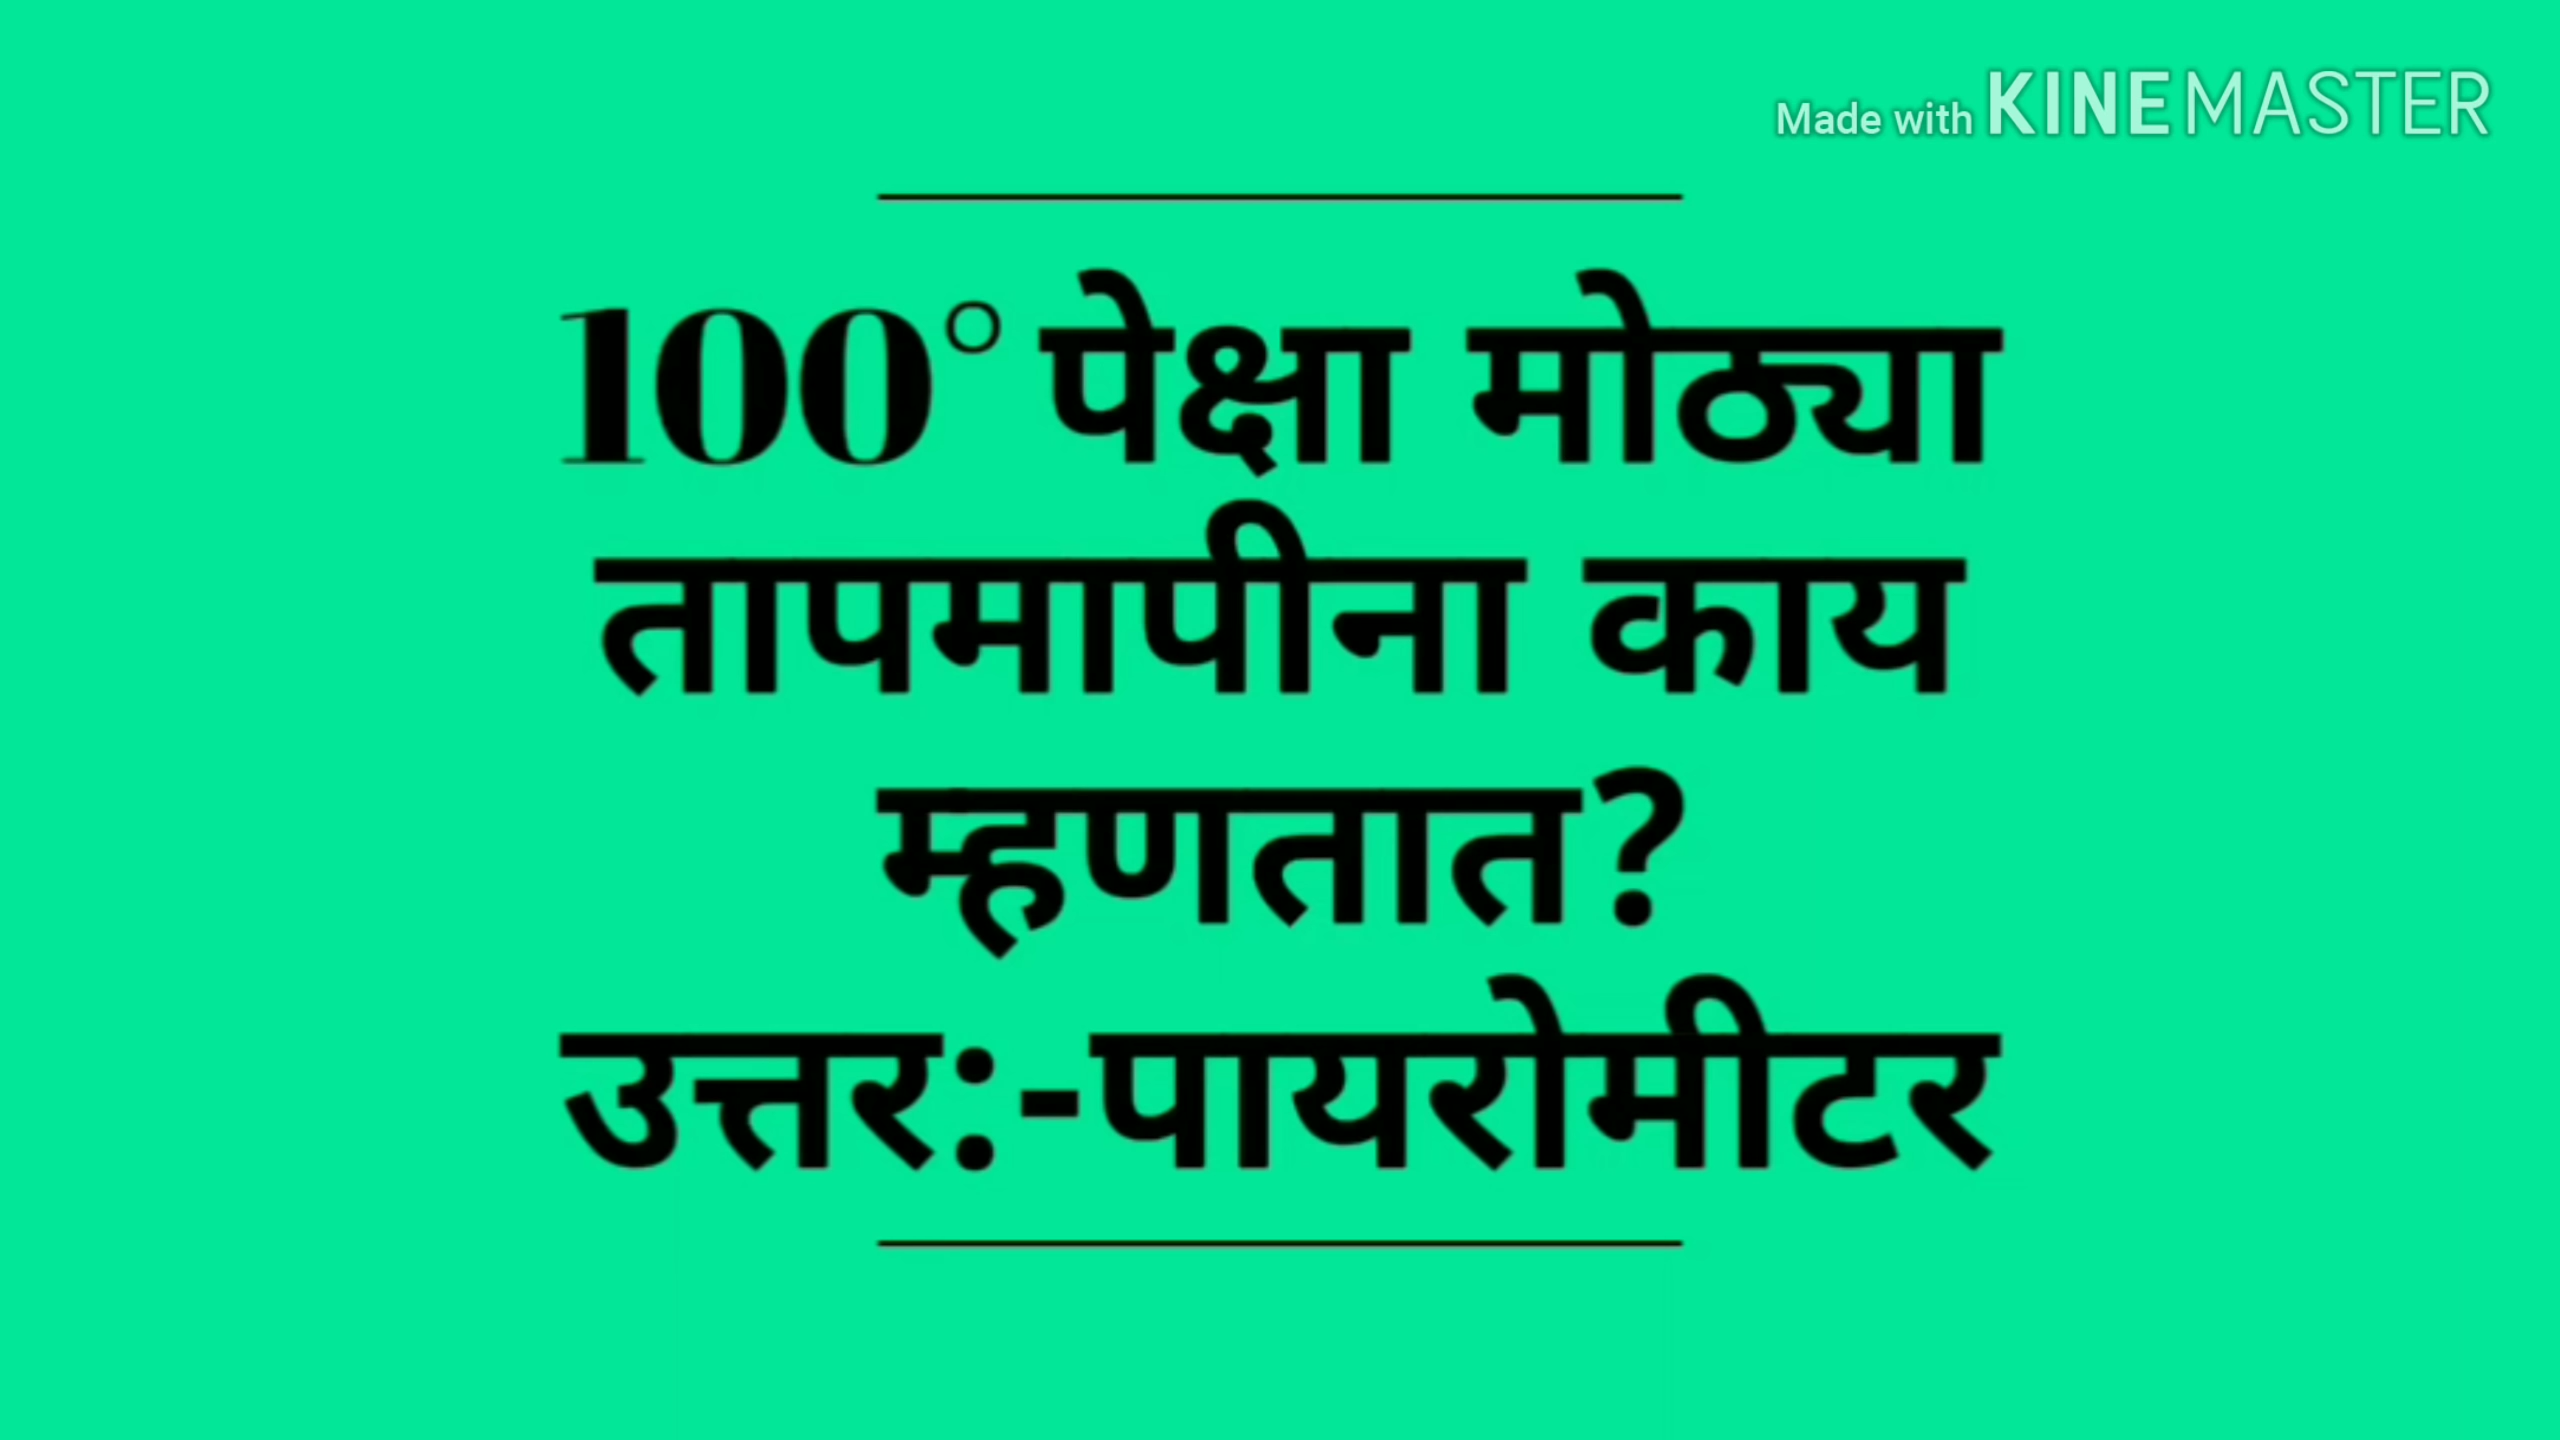 Made with KINEMASTER
100° पेक्षा मोठ्या
तापमापीना काय
म्हणतात?
उत्तर:-पायरोमीटर